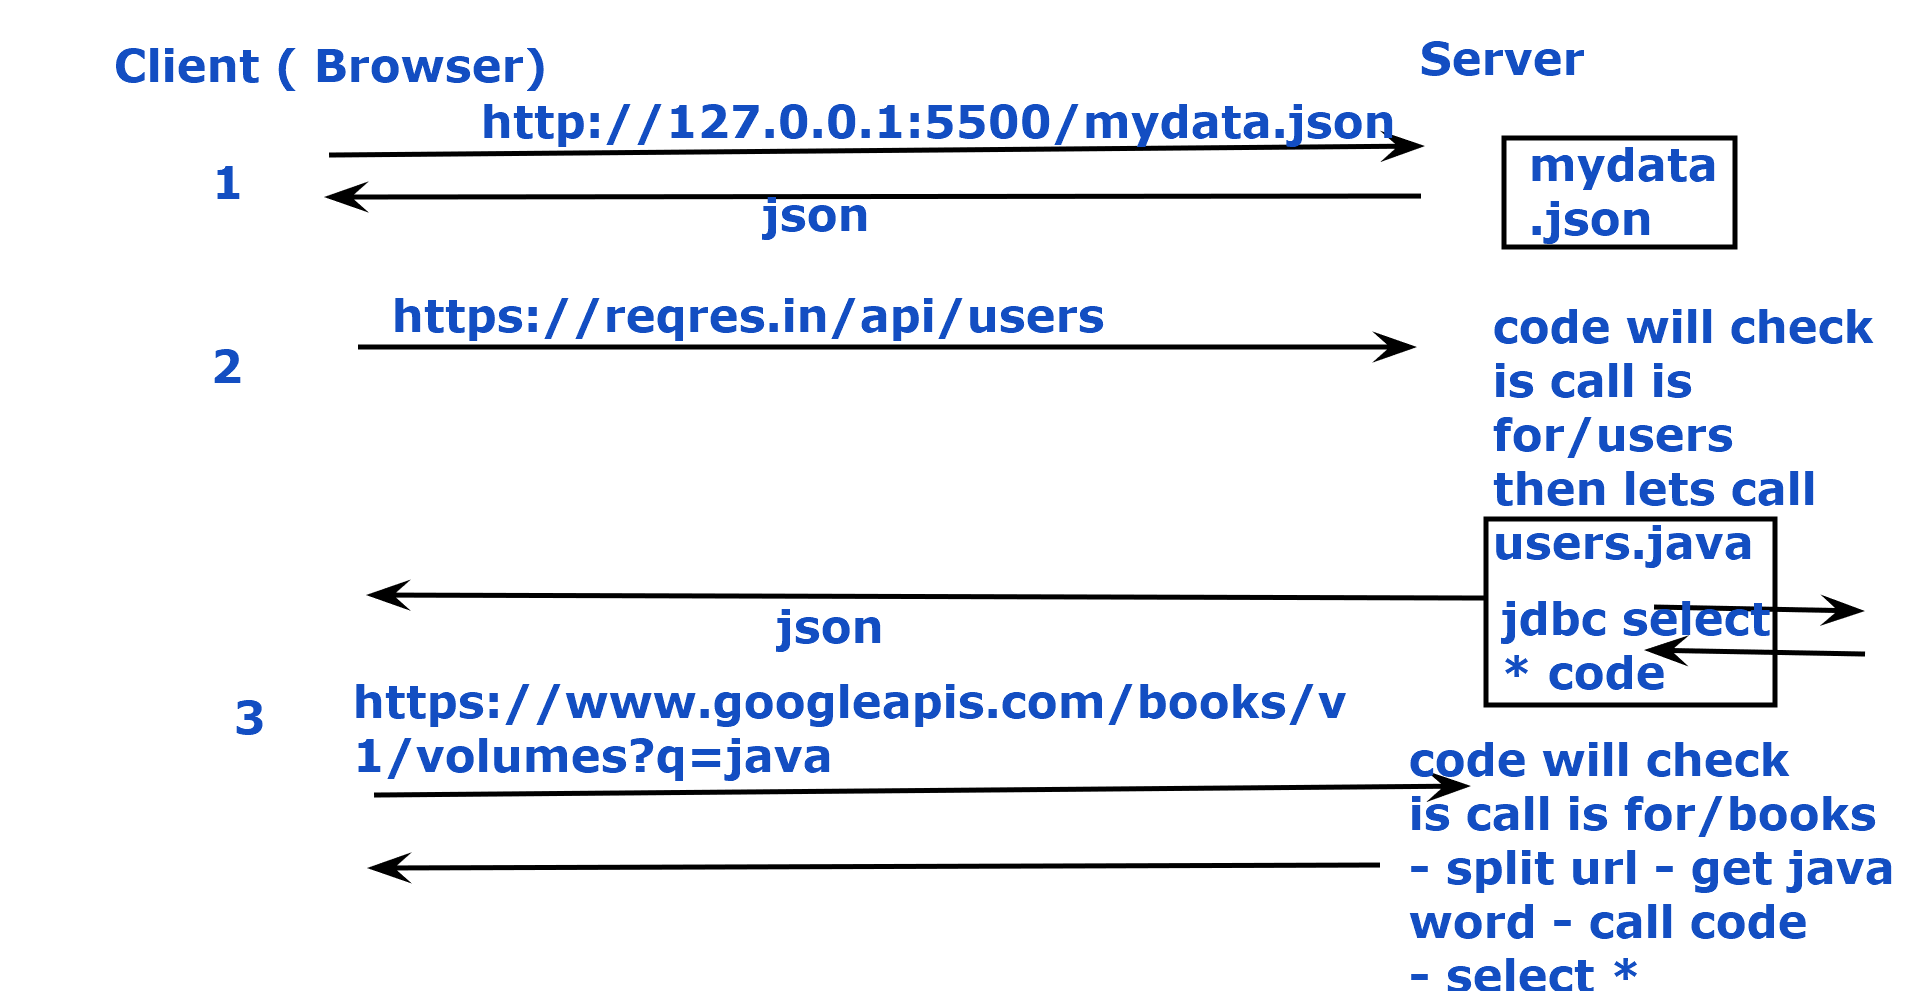 Client ( Browser)
Server
http://127.0.0.1:5500/mydata.json
1
mydata
.json
json
https://reqres.in/api/users
2
code will check
is call is
for/users
then lets call
users.java
json
jdbc select
* code
3
https://www.googleapis.com/books/v
1/volumes?q=java
code will check
is call is for/books
- split url - get java
word - call code
- select *